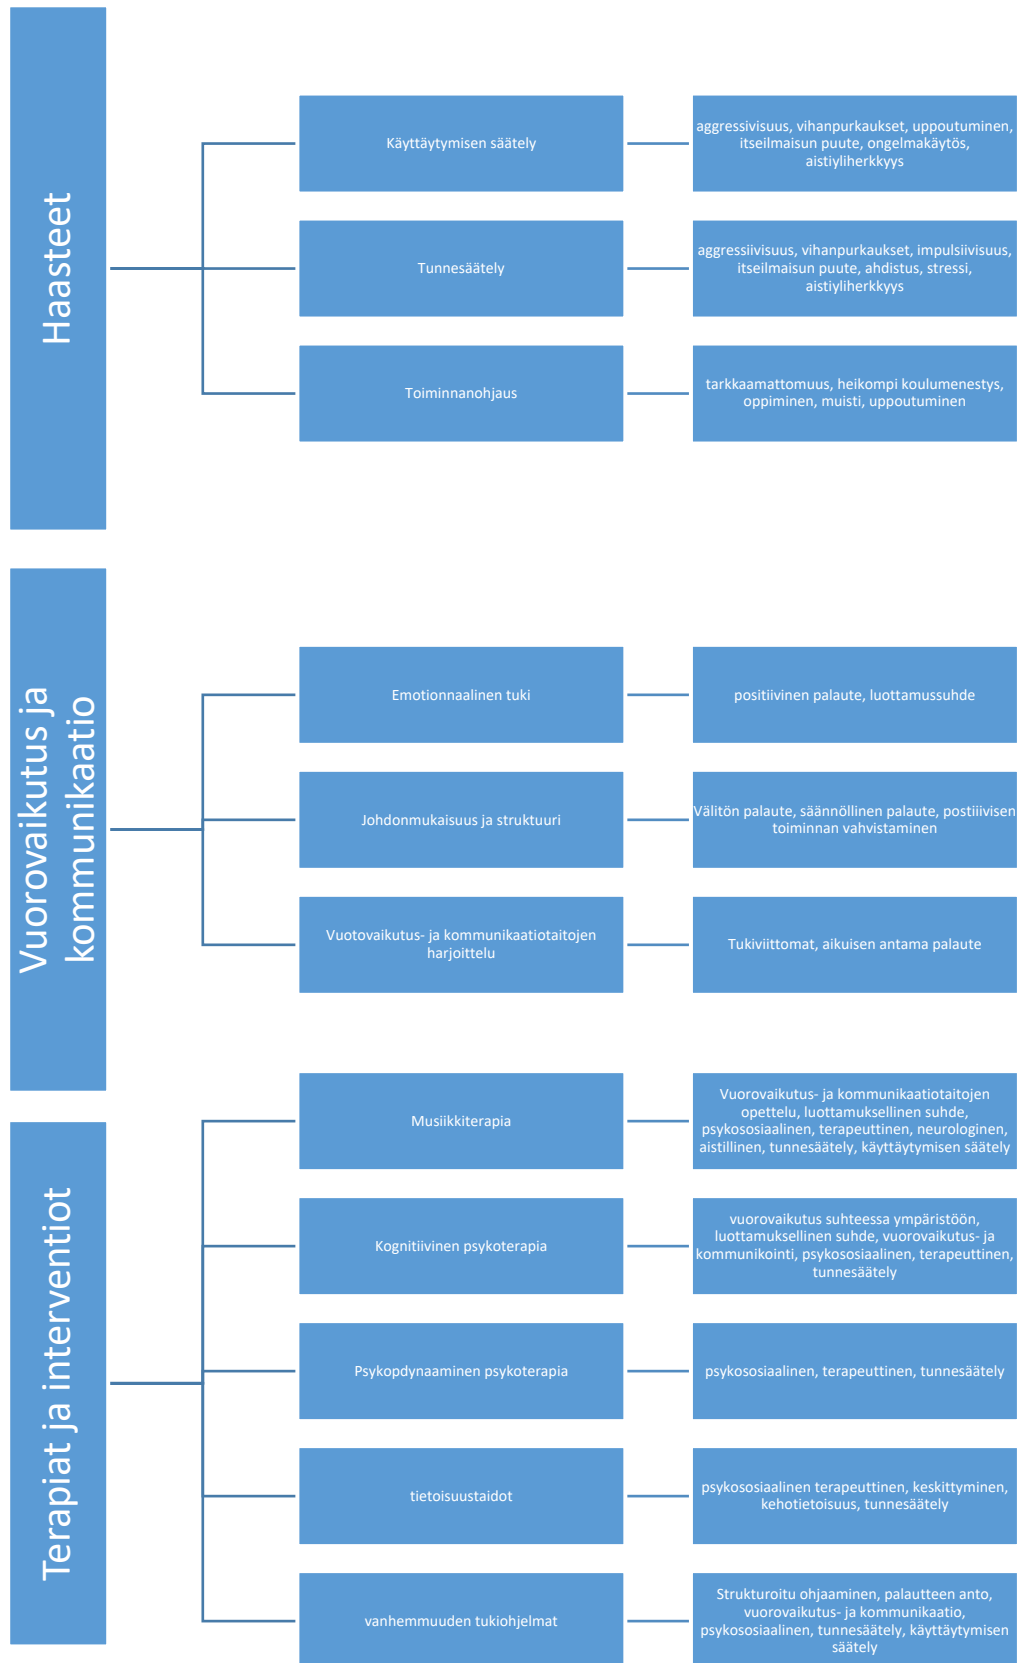 Haasteet
Käyttäytymisen säätely
aggressivisuus, vihanpurkaukset, uppoutuminen,
itseilmaisun puute, ongelmakäytös,
aistiyliherkkyys
Tunnesäätely
aggressiivisuus, vihanpurkaukset, impulsiivisuus,
itseilmaisun puute, ahdistus, stressi,
aistiyliherkkyys
Toiminnanohjaus
tarkkaamattomuus, heikompi koulumenestys,
oppiminen, muisti, uppoutuminen
Vuorovaikutus ja
kommunikaatio
Emotionnaalinen tuki
positiivinen palaute, luottamussuhde
Johdonmukaisuus ja struktuuri
Välitön palaute, säännöllinen palaute, postiiivisen
toiminnan vahvistaminen
Vuotovaikutus- ja kommunikaatiotaitojen
harjoittelu
Tukiviittomat, aikuisen antama palaute
Terapiat ja interventiot
Musiikkiterapia
Vuorovaikutus- ja kommunikaatiotaitojen
opettelu, luottamuksellinen suhde,
psykososiaalinen, terapeuttinen, neurologinen,
aistillinen, tunnesäätely, käyttäytymisen säätely
Kognitiivinen psykoterapia
vuorovaikutus suhteessa ympäristöön,
luottamuksellinen suhde, vuorovaikutus- ja
kommunikointi, psykososiaalinen, terapeuttinen,
tunnesäätely
Psykopdynaaminen psykoterapia
psykososiaalinen, terapeuttinen, tunnesäätely
tietoisuustaidot
psykososiaalinen terapeuttinen, keskittyminen,
kehotietoisuus, tunnesäätely
vanhemmuuden tukiohjelmat
Strukturoitu ohjaaminen, palautteen anto,
vuorovaikutus- ja kommunikaatio,
psykososiaalinen, tunnesäätely, käyttäytymisen
säätely